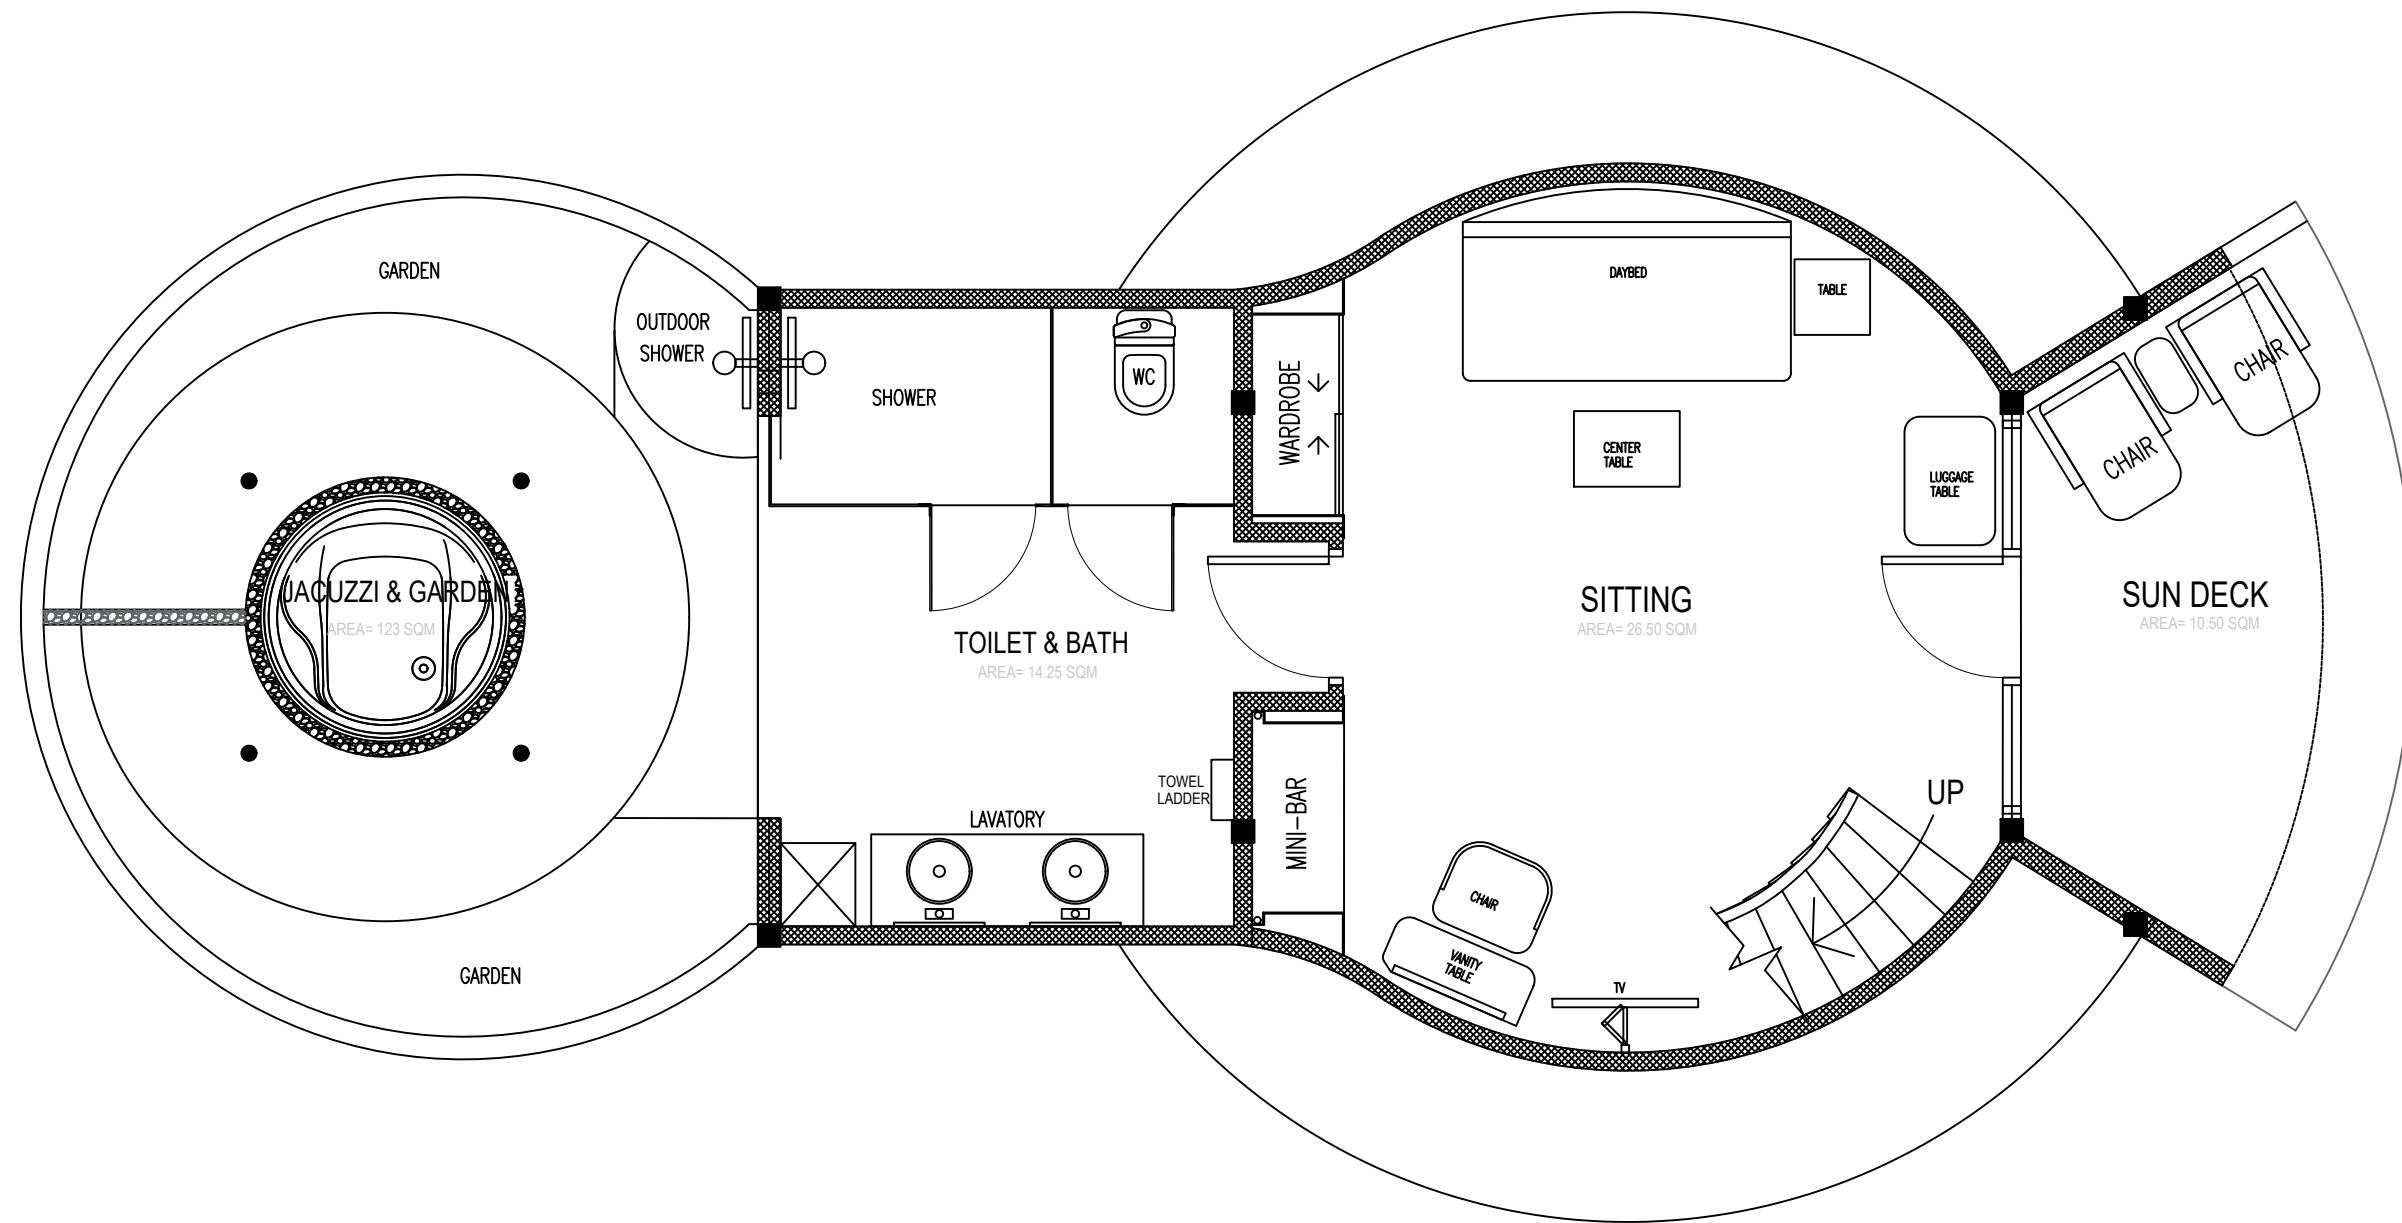 GARDEN
OUTDOOR
SHOWER
SHOWER
WC
WARDROBE
DAYBED
TABLE
CENTER
TABLE
LUGGAGE
TABLE
CHAIR
CHAIR
JACUZZI & GARDEN
AREA= 123 SQM
TOILET & BATH
AREA= 14.25 SQM
SITTING
AREA= 26.50 SQM
SUN DECK
AREA= 10.50 SQM
TOWEL
LADDER
LAVATORY
MINI-BAR
UP
CHAIR
VANITY
TABLE
TV
GARDEN